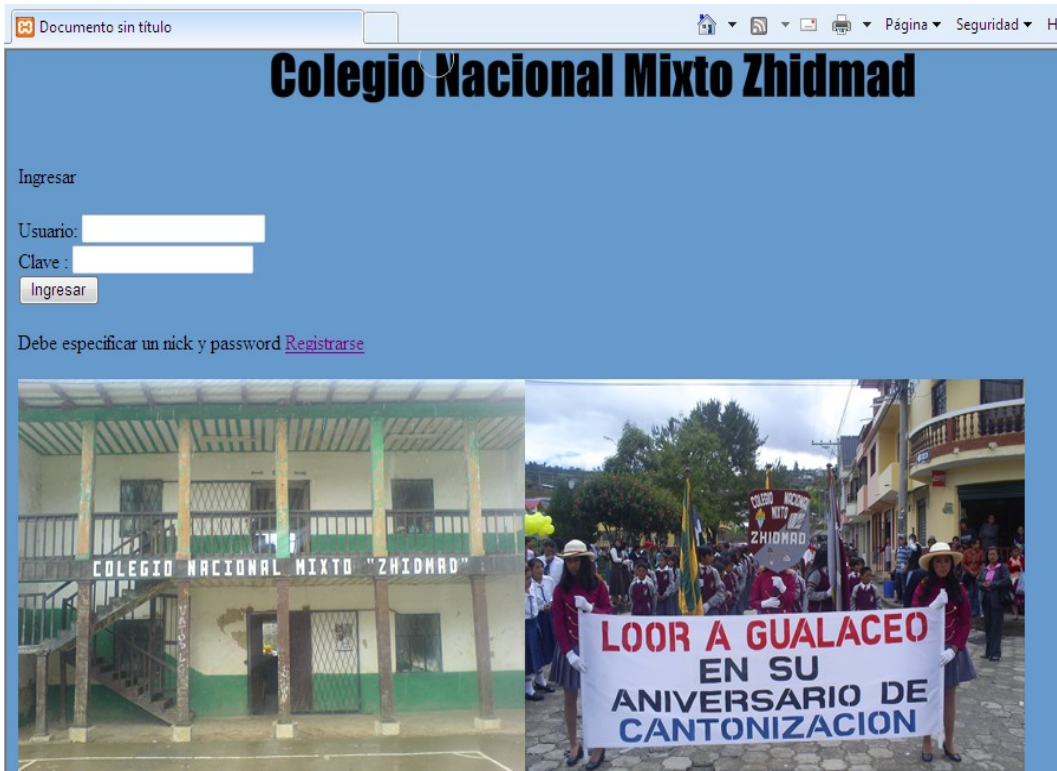 Documento sin título
Página
Seguridad
Colegio Nacional Mixto Zhidmad
Ingresar
Usuario:
Clave :
Ingresar
Debe especificar un nick y password Registrarse
COLEGIO NACIONAL MIXTO "ZHIDMAD"
COLEGIO NACIONAL
MIXTO
ZHIDMAD
LOOR A GUALACEO
EN SU
ANIVERSARIO DE
CANTONIZACION